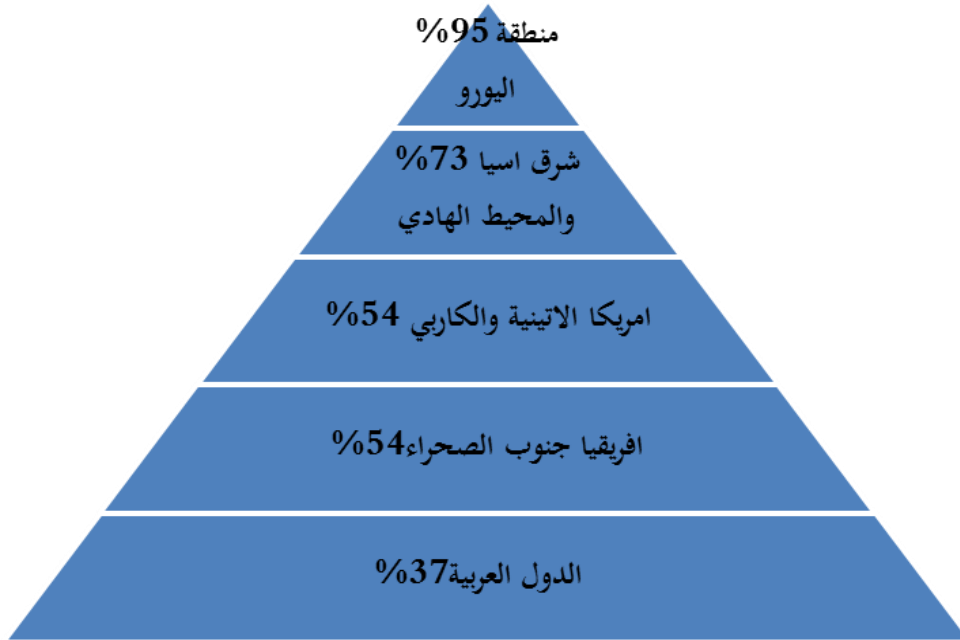 منطقة 95%
اليورو
شرق اسيا 73%
والمحيط الهادي
امريكا الاتينية والكاربي 54%
افريقيا جنوب الصحراء54%
الدول العربية37%